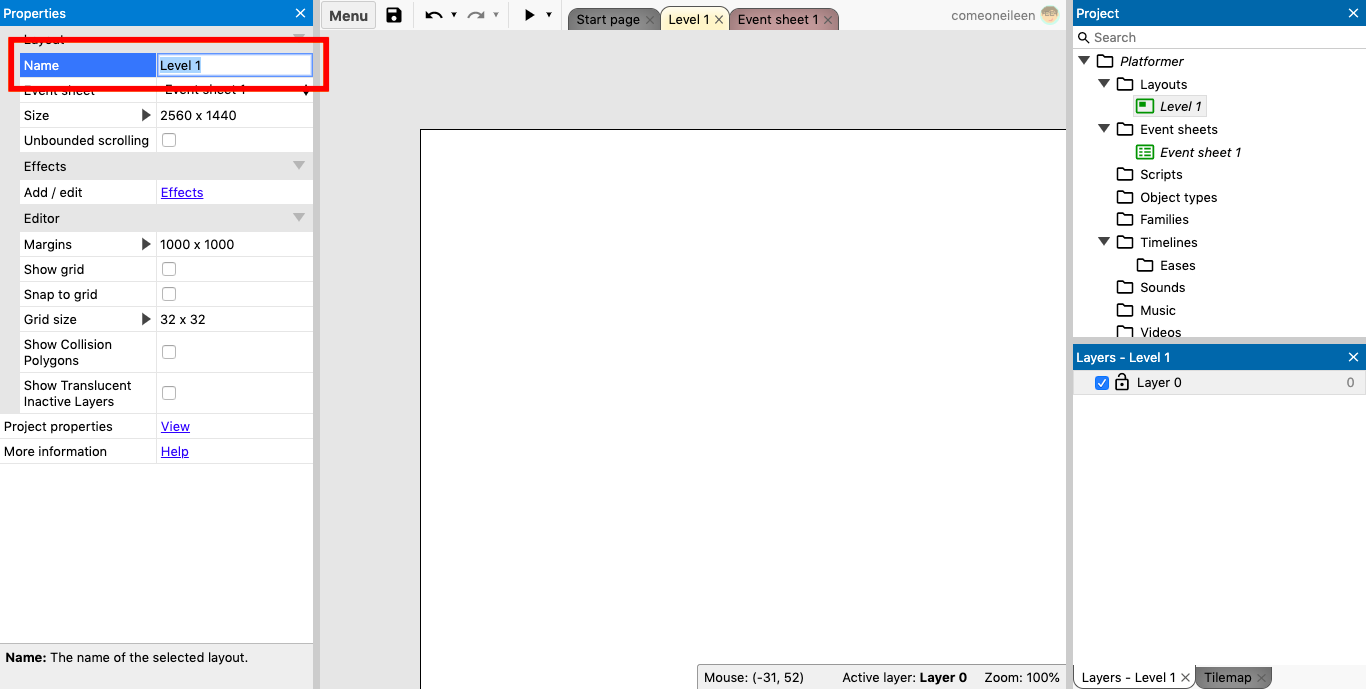 Properties
Layout
Name Level 1
Event sheet Event sheet 1
Size 2560 x 1440
Unbounded scrolling
Effects
Add / edit Effects
Editor
Margins 1000 x 1000
Show grid
Snap to grid
Grid size 32 x 32
Show Collision
Polygons
Show Translucent
Inactive Layers
Project properties View
More information Help
Name: The name of the selected layout.
Menu
Start page
Level 1
Event sheet 1
comeoneileen
Mouse: (-31, 52) Active layer: Layer 0 Zoom: 100%
Project
Search
Platformer
Layouts
Level 1
Event sheets
Event sheet 1
Scripts
Object types
Families
Timelines
Eases
Sounds
Music
Videos
Layers - Level 1
Layer 0 0
Layers - Level 1
Tilemap